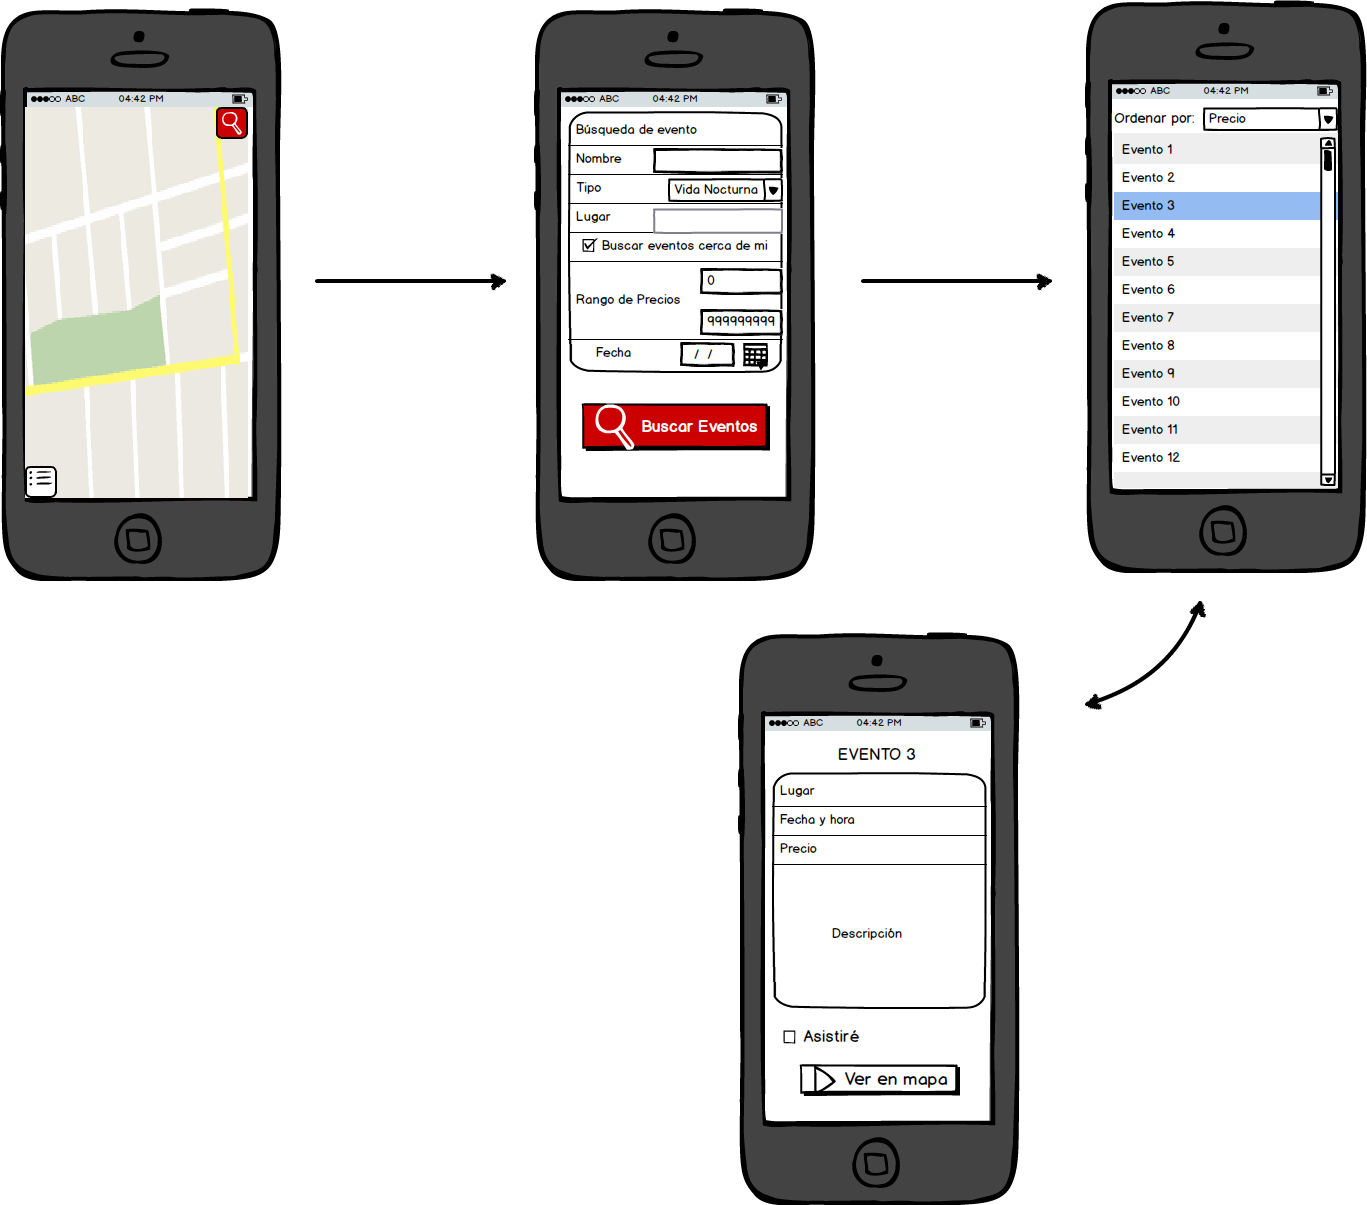 ABC 04:42 PM
ABC 04:42 PM
Búsqueda de evento
Nombre
Tipo Vida Nocturna
Lugar
Buscar eventos cerca de mi
0
Rango de Precios
999999999
Fecha / /
Buscar Eventos
ABC 04:42 PM
Ordenar por: Precio
Evento 1
Evento 2
Evento 3
Evento 4
Evento 5
Evento 6
Evento 7
Evento 8
Evento 9
Evento 10
Evento 11
Evento 12
ABC 04:42 PM
EVENTO 3
Lugar
Fecha y hora
Precio
Descripción
Asistiré
Ver en mapa